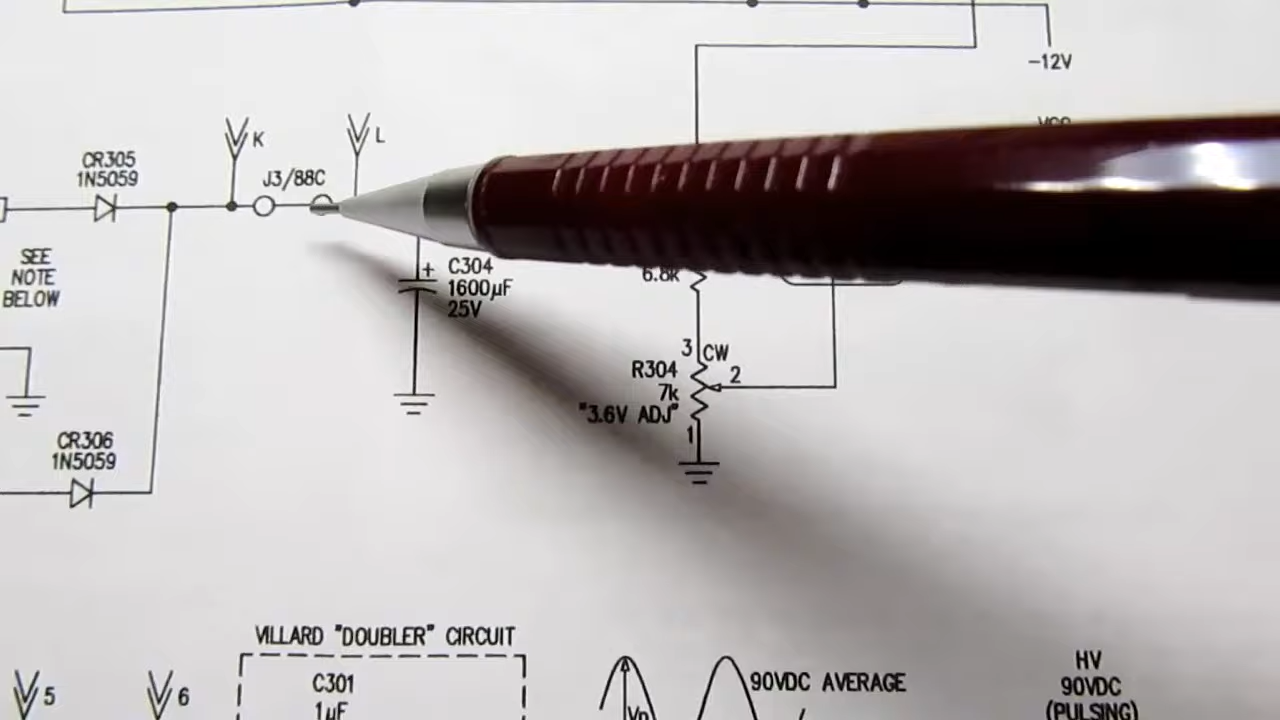 -12V
K
L
CR305
1N5059
J3/88C
SEE
NOTE
BELOW
+ C304
1600µF
25V
6.8k
3 CW
R304
2
7k
"3.6V ADJ"
1
CR306
1N5059
VILLARD "DOUBLER" CIRCUIT
5
6
C301
1µF
Vp
90VDC AVERAGE
HV
90VDC
(PULSING)